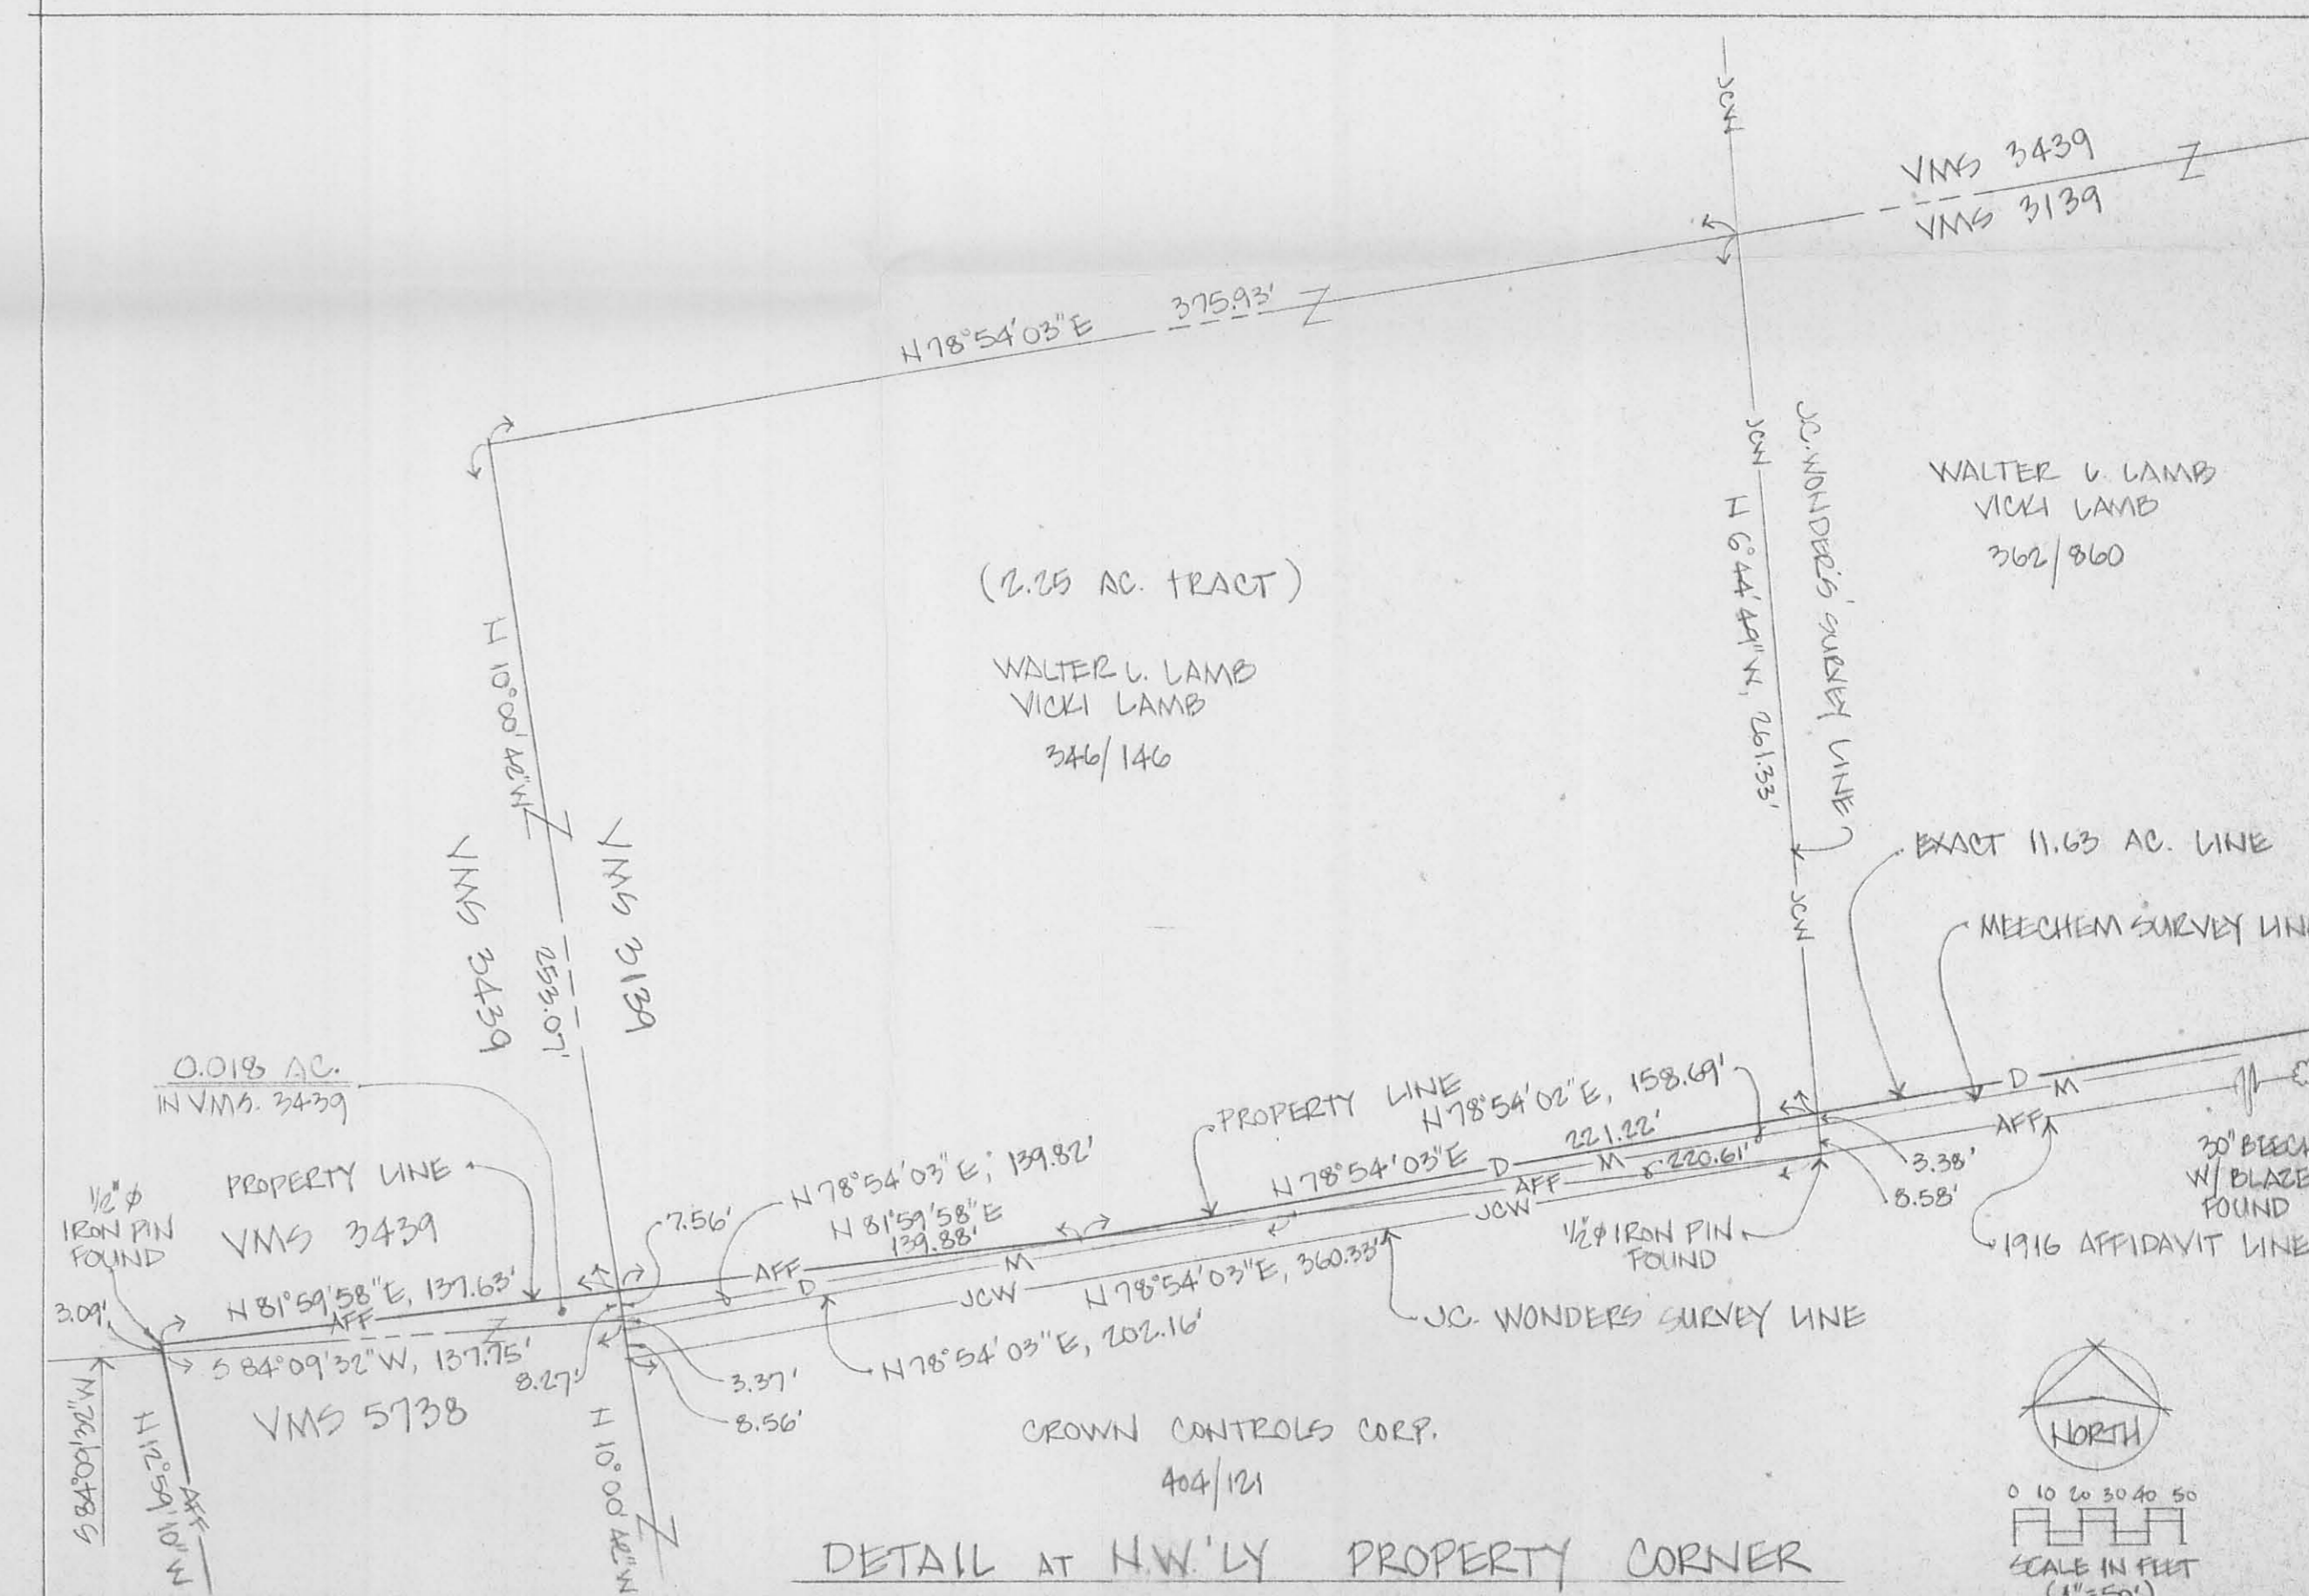 JCW
VMS 3439
VMS 3139
N 78°54'03"E 375.93'
JCW
J.C. WONDERS' SURVEY LINE
N 6°44'49"W, 261.33'
JCW
WALTER L. LAMB
VICKI LAMB
362/860
(2.25 AC. TRACT)
WALTER L. LAMB
VICKI LAMB
346/146
N 10°00'42"W
253.07'
VMS 3439
VMS 3139
EXACT 11.63 AC. LINE
MEECHEM SURVEY LINE
0.018 AC.
IN VMS. 3439
PROPERTY LINE
VMS 3439
1/2" Ø
IRON PIN
FOUND
3.09'
N 81°59'58"E, 137.63'
AFF
S 84°09'32"W, 137.75'
VMS 5738
S84°09'32"W
N 12°59'10"W
AFF
7.56'
8.27'
3.37'
8.56'
N 10°00'42"W
N 78°54'03"E, 139.82'
N 81°59'58"E
139.88'
AFF
D
M
JCW
N 78°54'03"E, 360.33'
N 78°54'03"E, 202.16'
PROPERTY LINE
N 78°54'02"E, 158.69'
N 78°54'03"E 221.22'
D
M
220.61'
AFF
JCW
1/2" Ø IRON PIN
FOUND
J.C. WONDERS SURVEY LINE
D
M
AFF
3.38'
8.58'
1916 AFFIDAVIT LINE
30" BEECH
W/ BLAZE
FOUND
CROWN CONTROLS CORP.
404/121
NORTH
0 10 20 30 40 50
SCALE IN FEET
(1"=50')
DETAIL AT N.W.'LY PROPERTY CORNER